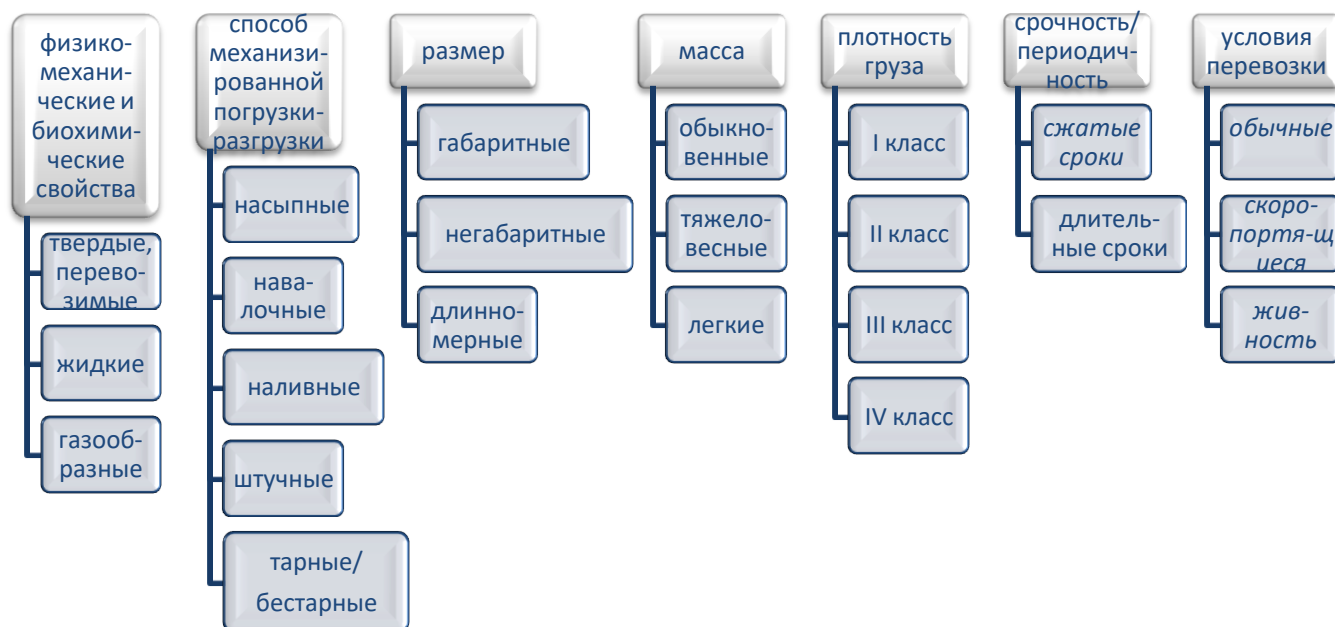 физико-
механи-
ческие и
биохими-
ческие
свойства
твердые,
перево-
зимые
жидкие
газооб-
разные
способ
механизи-
рованной
погрузки-
разгрузки
насыпные
нава-
лочные
наливные
штучные
тарные/
бестарные
размер
габаритные
негабаритные
длинно-
мерные
масса
обыкно-
венные
тяжело-
весные
легкие
плотность
груза
I класс
II класс
III класс
IV класс
срочность/
периодич-
ность
сжатые
сроки
длитель-
ные сроки
условия
перевозки
обычные
скоро-
портя-щ
иеся
жив-
ность